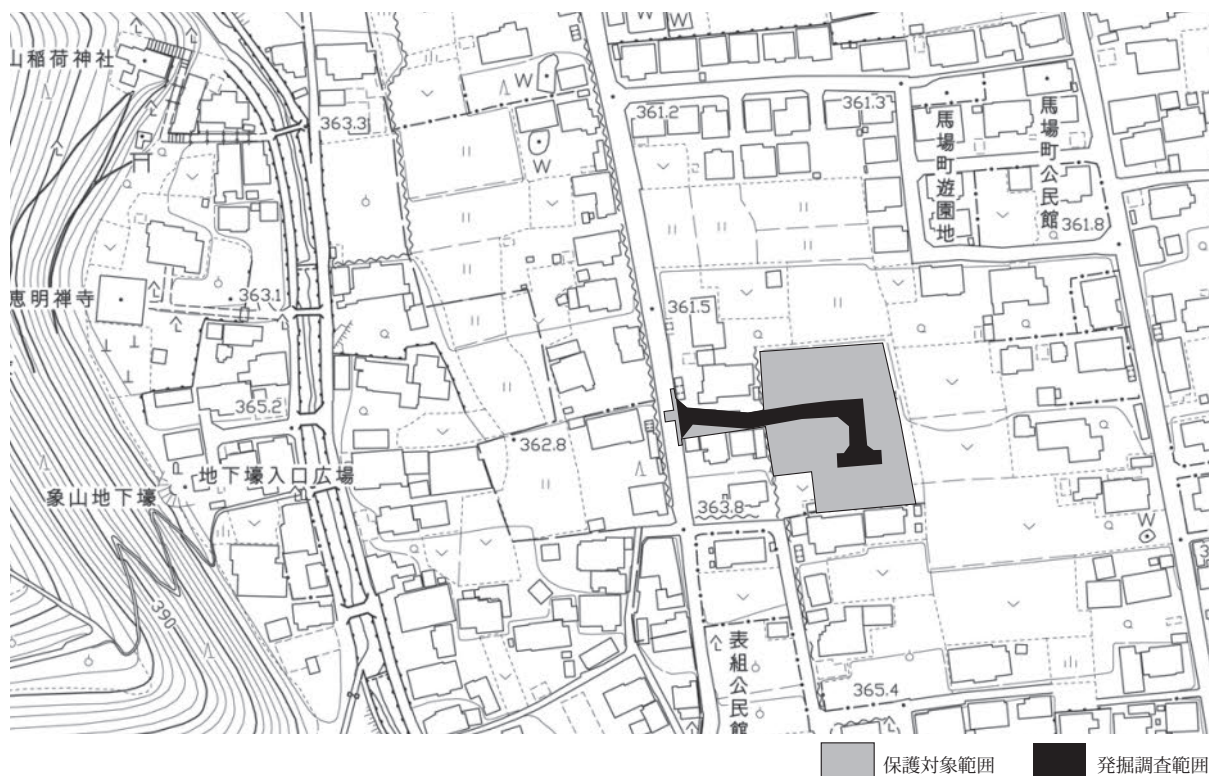 山稲荷神社
W
W
W
W
363.3
361.2
361.3
馬場町遊園地
馬場町公民館
361.8
恵明禅寺
363.1
361.5
365.2
362.8
地下壕入口広場
象山地下壕
363.8
W
390
表組公民館
365.4
保護対象範囲
発掘調査範囲